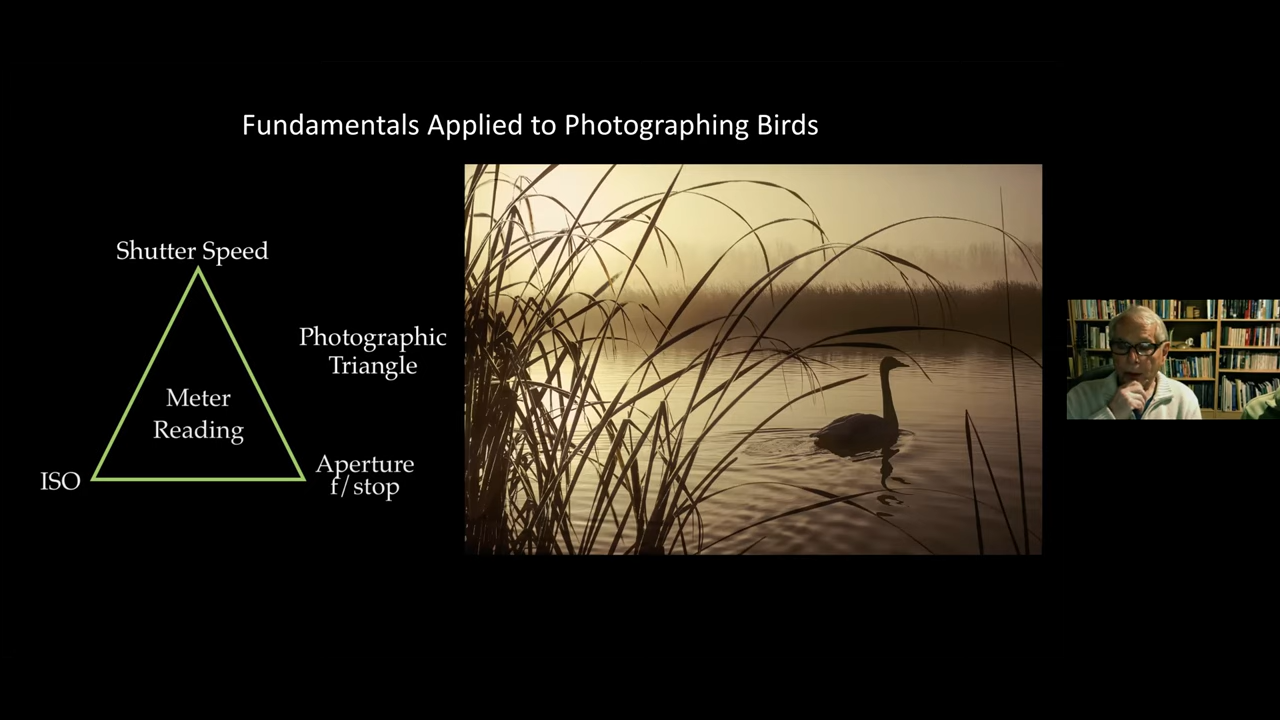 Fundamentals Applied to Photographing Birds
Shutter Speed
Photographic
Triangle
Meter
Reading
ISO
Aperture
f/stop